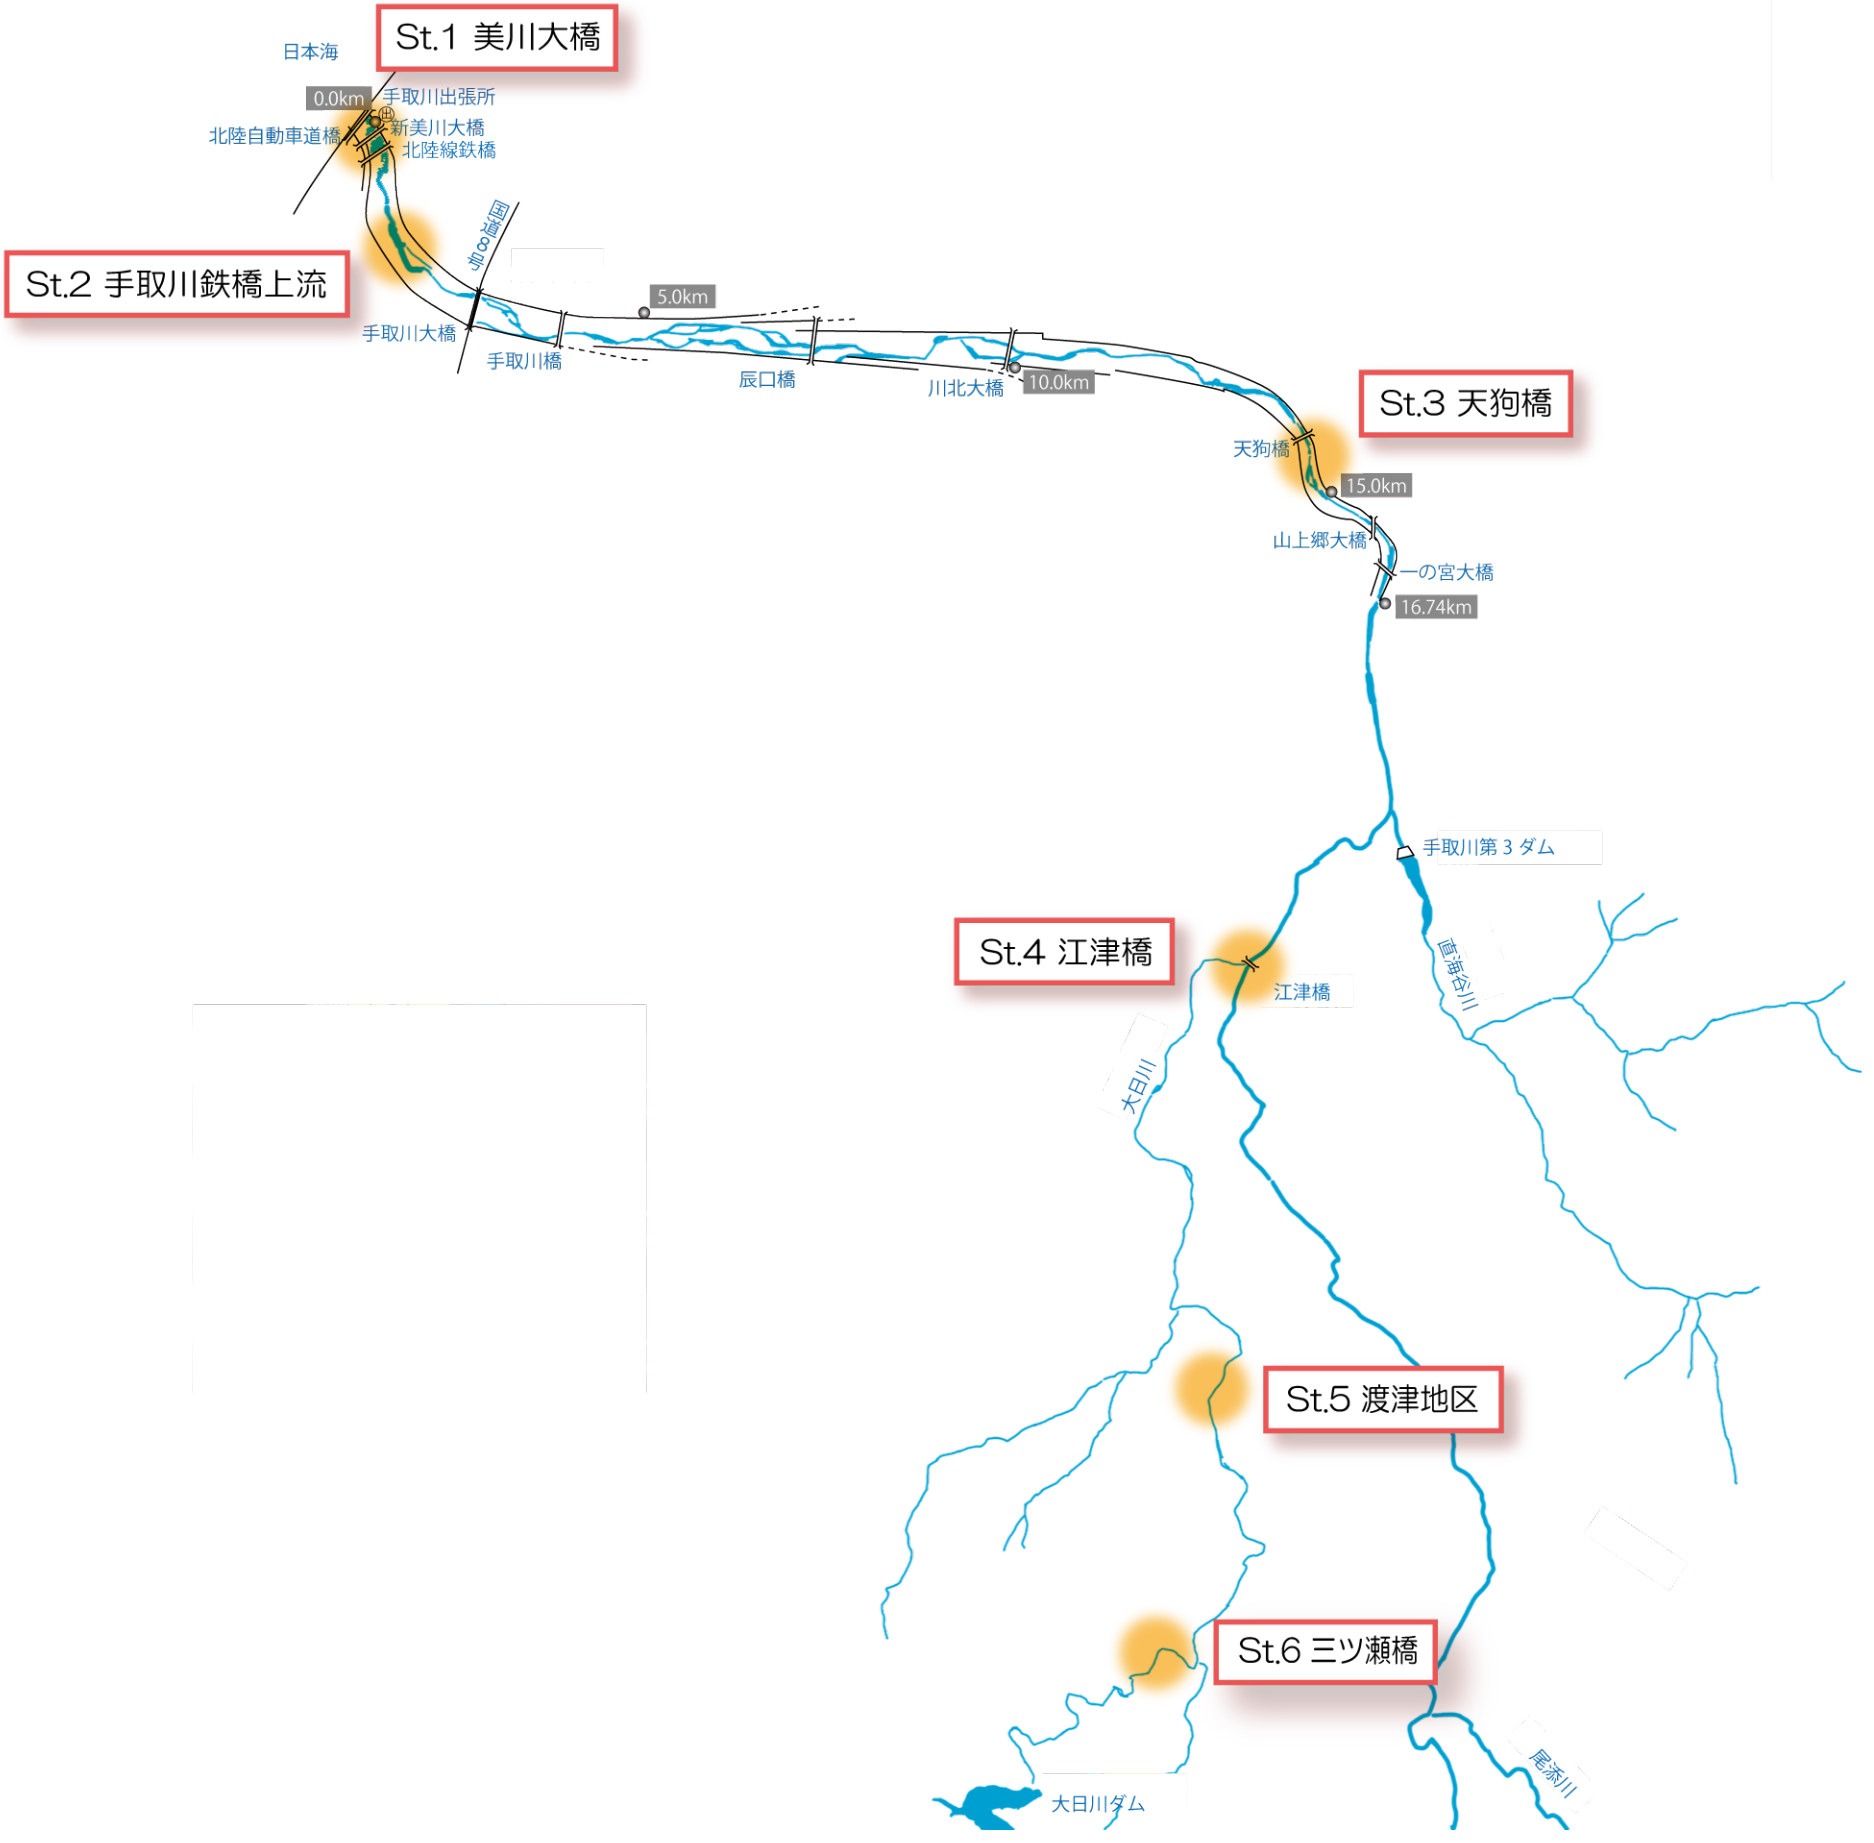 St.1 美川大橋
日本海
0.0km
手取川出張所
出
北陸自動車道橋
新美川大橋
北陸線鉄橋
国道8号
St.2 手取川鉄橋上流
5.0km
手取川大橋
手取川橋
辰口橋
川北大橋
10.0km
St.3 天狗橋
天狗橋
15.0km
山上郷大橋
一の宮大橋
16.74km
手取川第3ダム
St.4 江津橋
江津橋
直海谷川
大日川
St.5 渡津地区
St.6 三ツ瀬橋
尾添川
大日川ダム